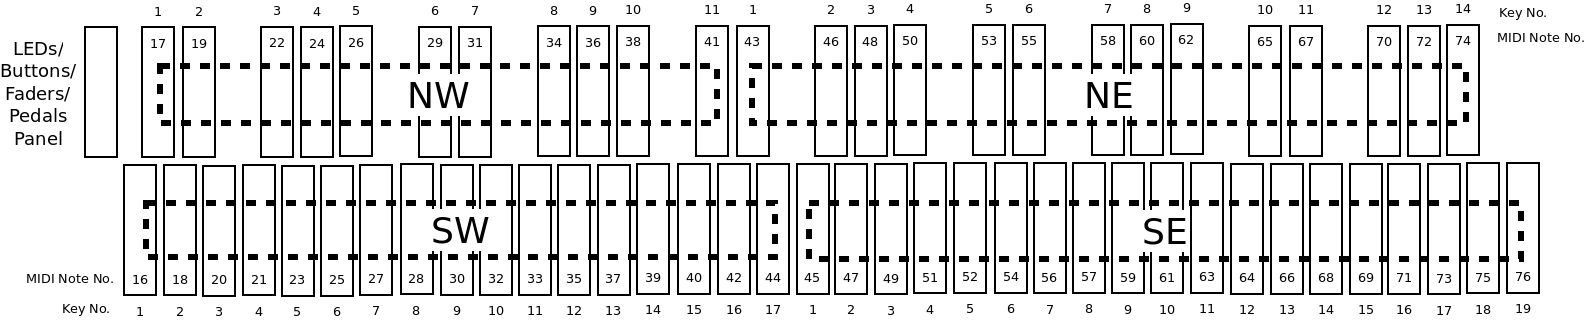 1 2 3 4 5 6 7 8 9 10 11 1 2 3 4 5 6 7 8 9 10 11 12 13 14 Key No.
17 19 22 24 26 29 31 34 36 38 41 43 46 48 50 53 55 58 60 62 65 67 70 72 74 MIDI Note No.
LEDs/
Buttons/
Faders/
Pedals
Panel
NW NE
SW SE
MIDI Note No. 16 18 20 21 23 25 27 28 30 32 33 35 37 39 40 42 44 45 47 49 51 52 54 56 57 59 61 63 64 66 68 69 71 73 75 76
Key No. 1 2 3 4 5 6 7 8 9 10 11 12 13 14 15 16 17 1 2 3 4 5 6 7 8 9 10 11 12 13 14 15 16 17 18 19